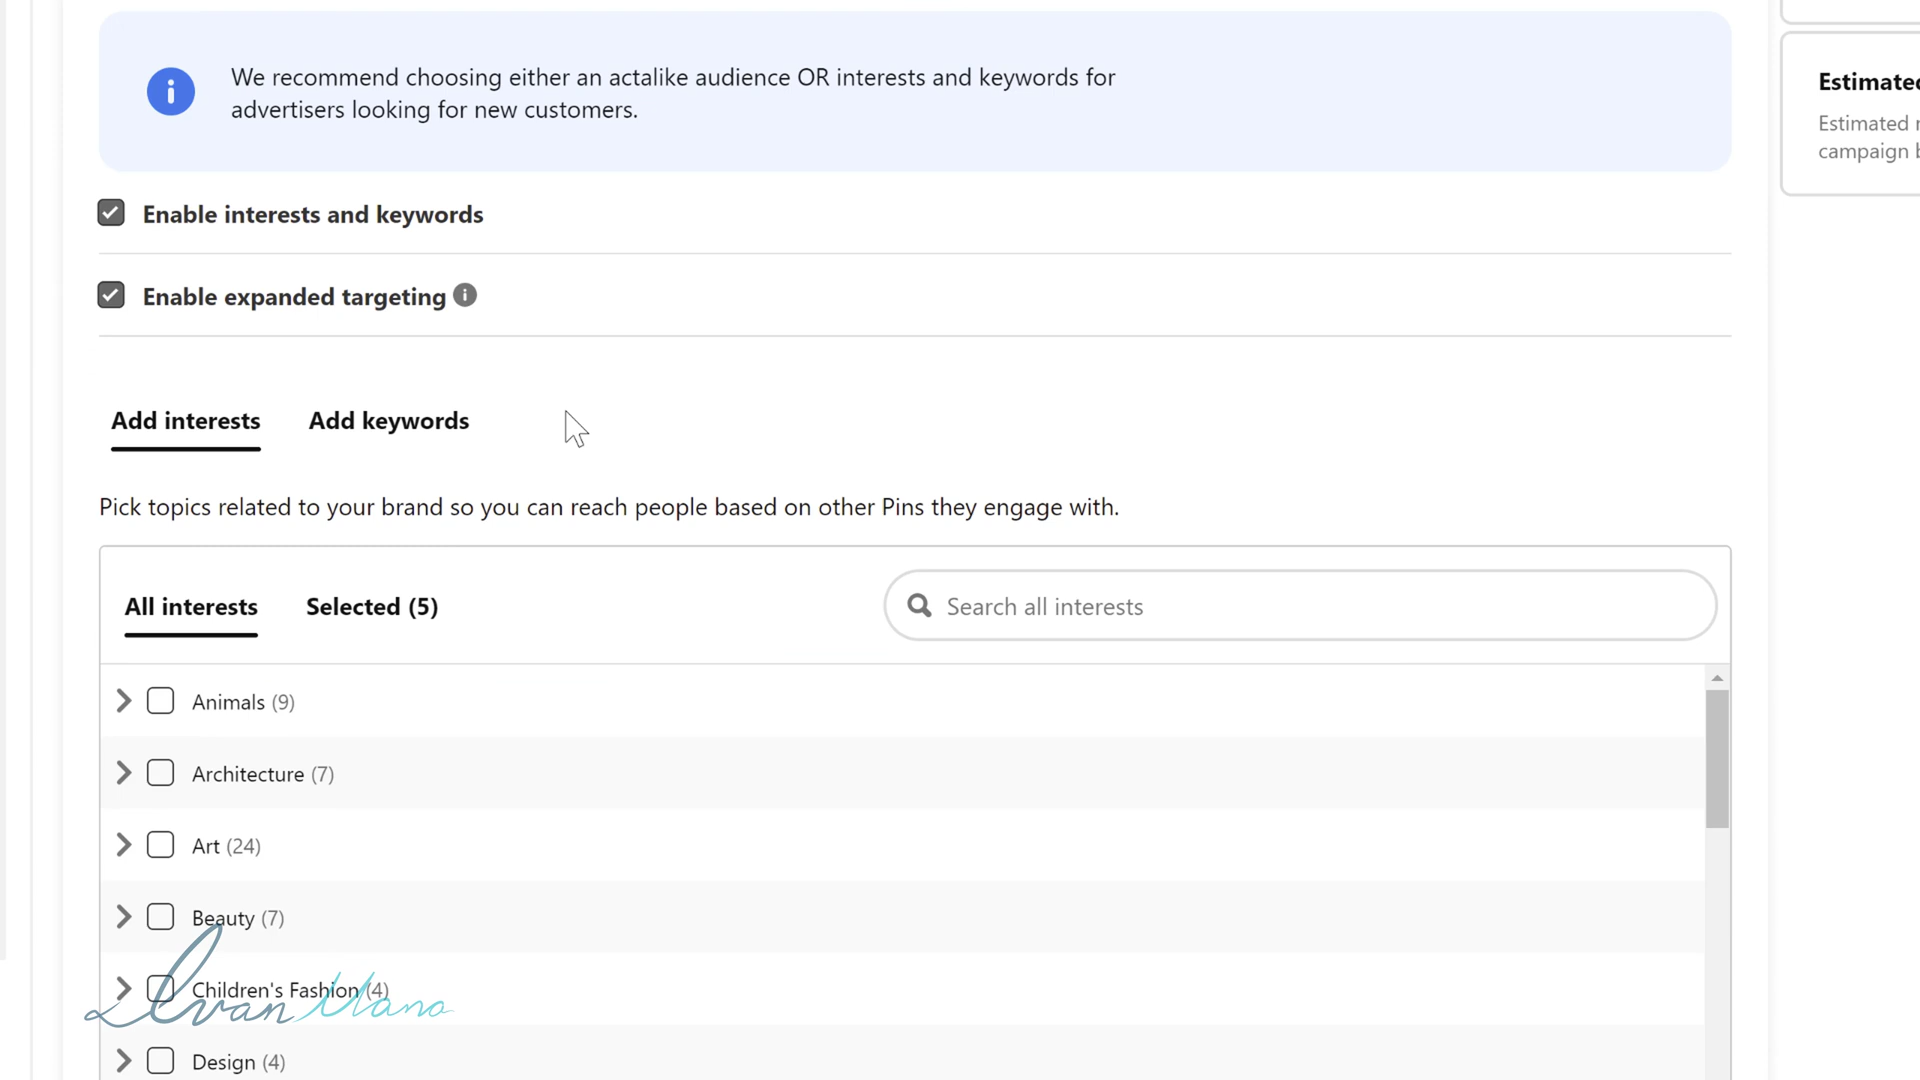 We recommend choosing either an actalike audience OR interests and keywords for
advertisers looking for new customers.
Estimated
Estimated
campaign b
Enable interests and keywords
Enable expanded targeting
Add interests
Add keywords
Pick topics related to your brand so you can reach people based on other Pins they engage with.
All interests
Selected (5)
Search all interests
Animals (9)
Architecture (7)
Art (24)
Beauty (7)
Children's Fashion (4)
Ivan Mana
Design (4)